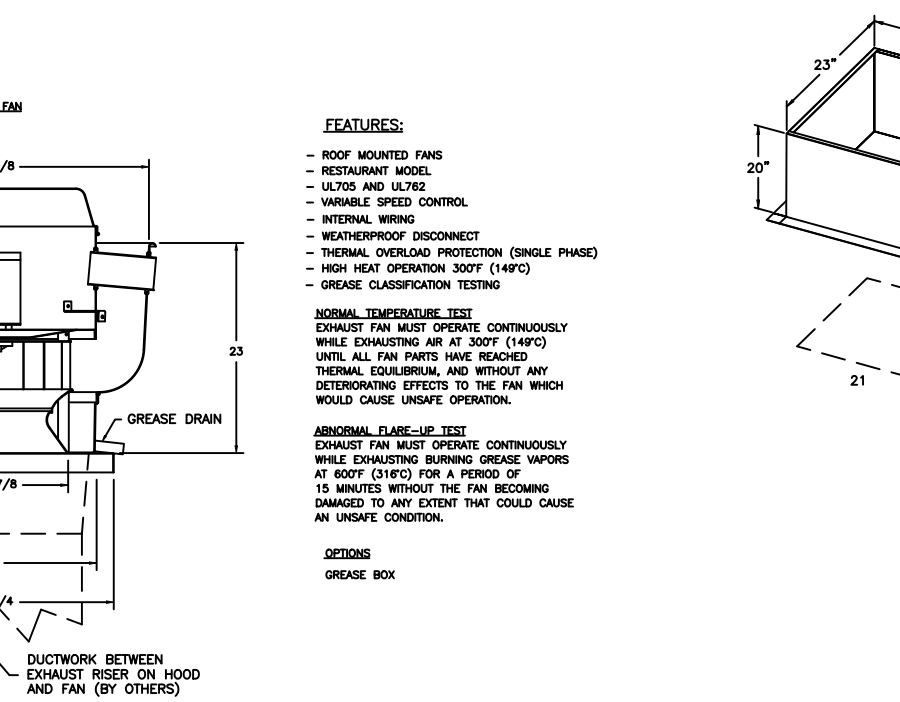 FAN
/8
23
GREASE DRAIN
7/8
/4
DUCTWORK BETWEEN
EXHAUST RISER ON HOOD
AND FAN (BY OTHERS)
FEATURES:
- ROOF MOUNTED FANS
- RESTAURANT MODEL
- UL705 AND UL762
- VARIABLE SPEED CONTROL
- INTERNAL WIRING
- WEATHERPROOF DISCONNECT
- THERMAL OVERLOAD PROTECTION (SINGLE PHASE)
- HIGH HEAT OPERATION 300°F (149°C)
- GREASE CLASSIFICATION TESTING
NORMAL TEMPERATURE TEST
EXHAUST FAN MUST OPERATE CONTINUOUSLY
WHILE EXHAUSTING AIR AT 300°F (149°C)
UNTIL ALL FAN PARTS HAVE REACHED
THERMAL EQUILIBRIUM, AND WITHOUT ANY
DETERIORATING EFFECTS TO THE FAN WHICH
WOULD CAUSE UNSAFE OPERATION.
ABNORMAL FLARE-UP TEST
EXHAUST FAN MUST OPERATE CONTINUOUSLY
WHILE EXHAUSTING BURNING GREASE VAPORS
AT 600°F (316°C) FOR A PERIOD OF
15 MINUTES WITHOUT THE FAN BECOMING
DAMAGED TO ANY EXTENT THAT COULD CAUSE
AN UNSAFE CONDITION.
OPTIONS
GREASE BOX
23"
20"
21